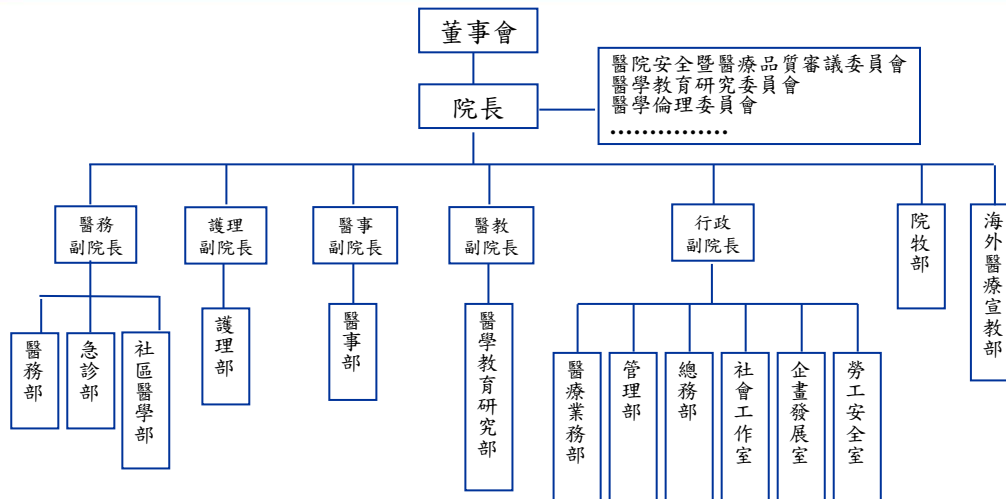 董事會
院長
醫院安全暨醫療品質審議委員會
醫學教育研究委員會
醫學倫理委員會
……………
醫務
副院長
護理
副院長
醫事
副院長
醫教
副院長
行政
副院長
院牧部
海外醫療宣教部
醫務部
急診部
社區醫學部
護理部
醫事部
醫學教育研究部
醫療業務部
管理部
總務部
社會工作室
企畫發展室
勞工安全室